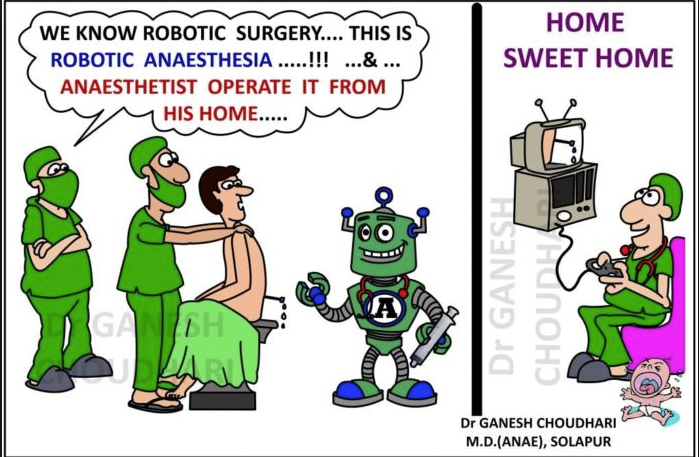 WE KNOW ROBOTIC SURGERY.... THIS IS
ROBOTIC ANAESTHESIA .....!!! ...& ...
ANAESTHETIST OPERATE IT FROM
HIS HOME.....
HOME
SWEET HOME
A
Dr GANESH
CHOUDHARI
Dr GANESH
CHOUDHARI
Dr GANESH CHOUDHARI
M.D.(ANAE), SOLAPUR